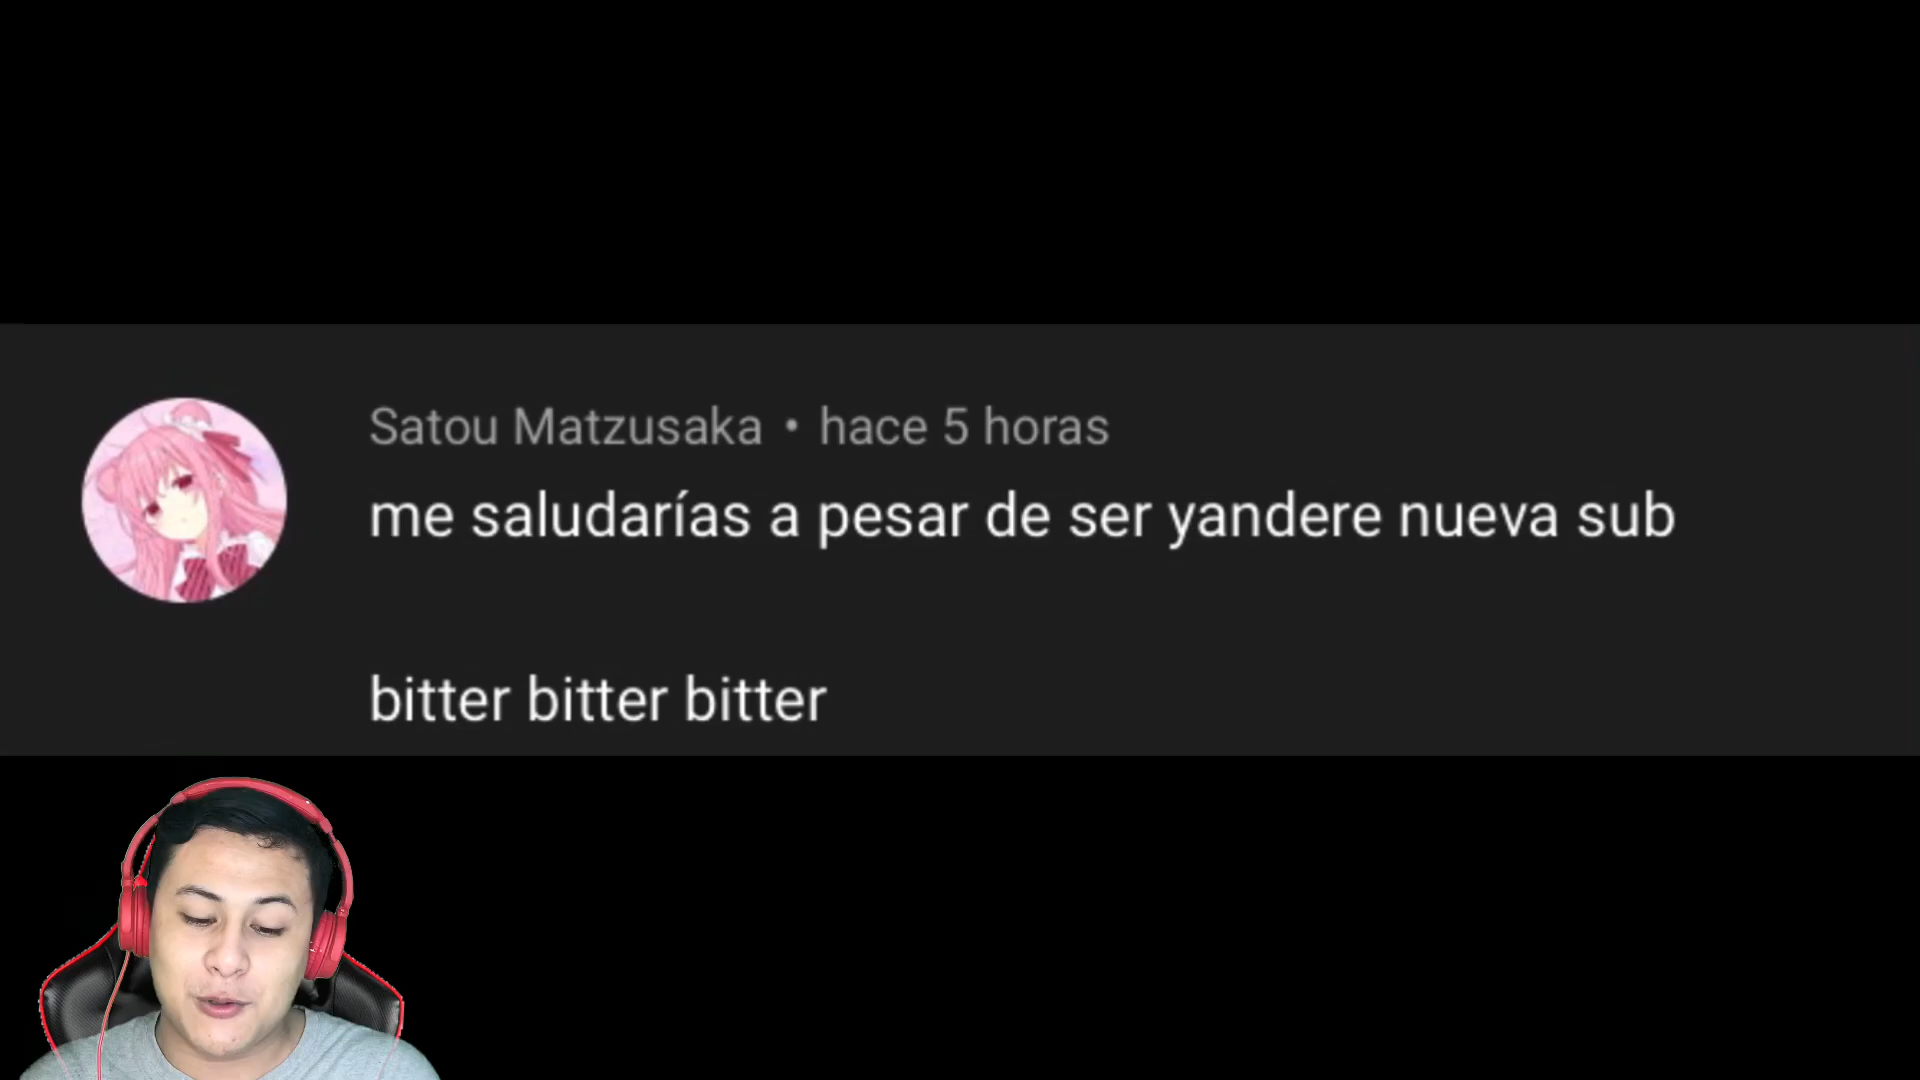 Satou Matzusaka • hace 5 horas
me saludarías a pesar de ser yandere nueva sub
bitter bitter bitter